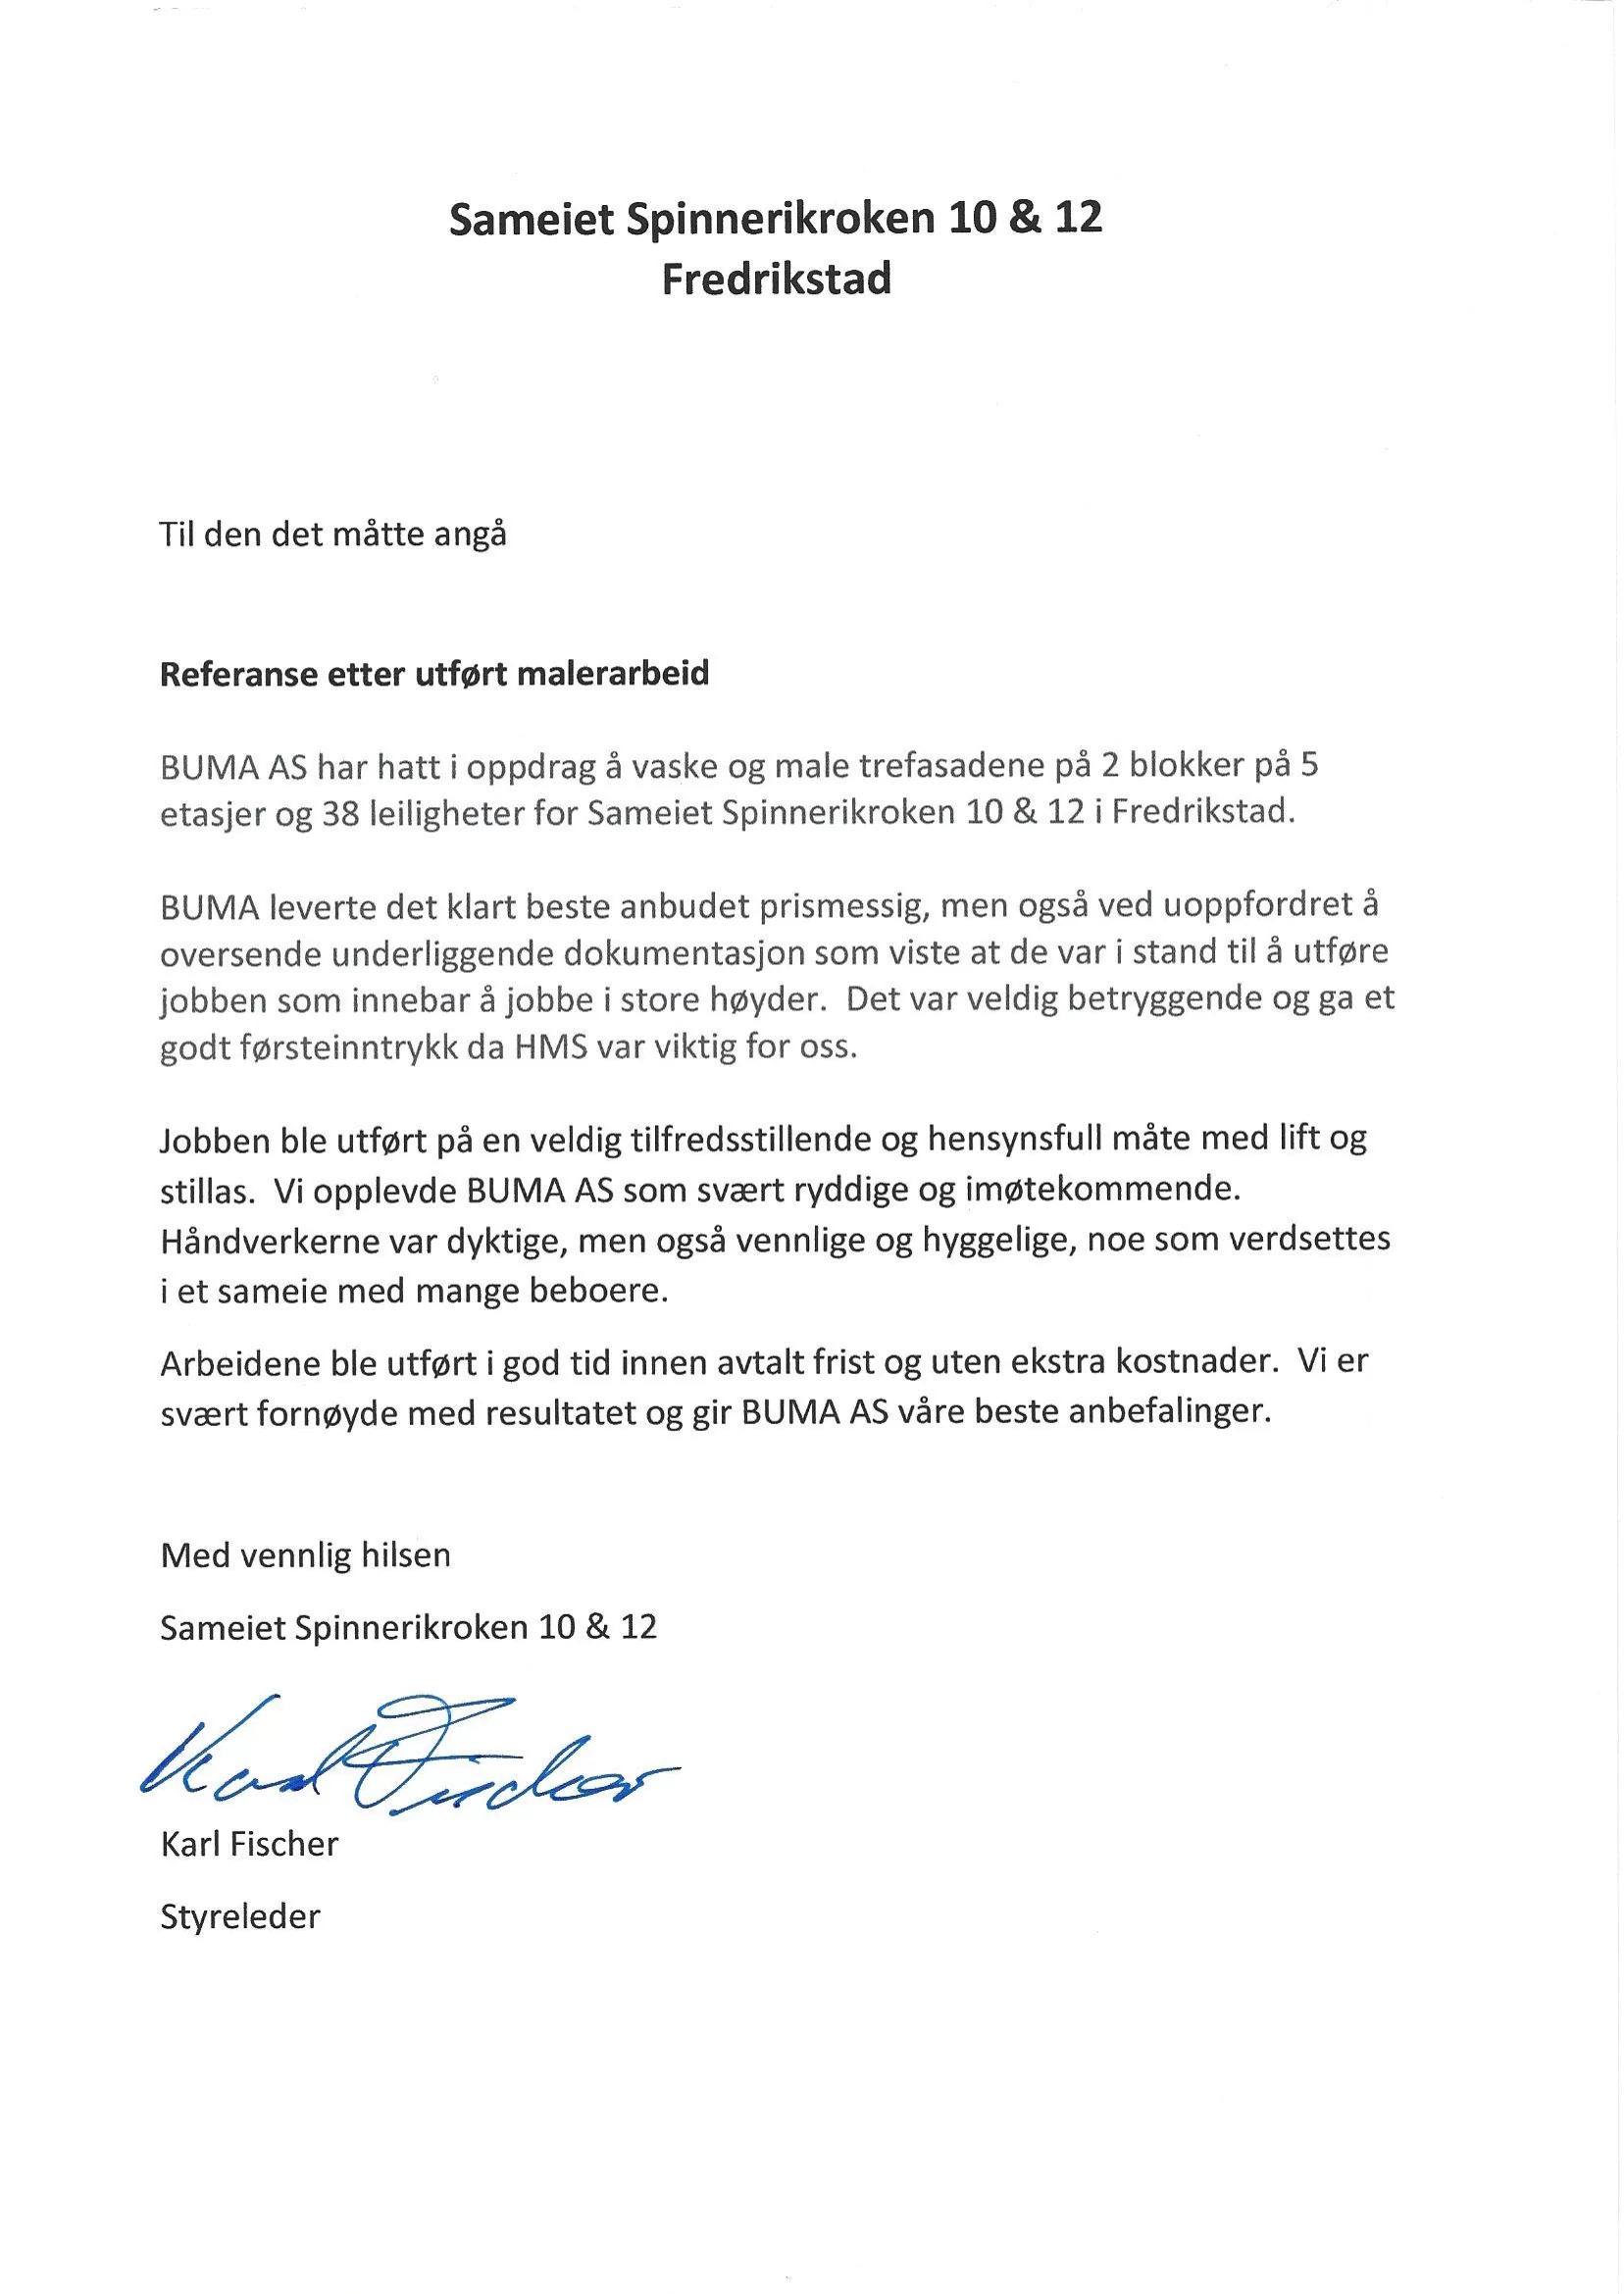 Sameiet Spinnerikroken 10 & 12
Fredrikstad
Til den det måtte angå
Referanse etter utført malerarbeid
BUMA AS har hatt i oppdrag å vaske og male trefasadene på 2 blokker på 5
etasjer og 38 leiligheter for Sameiet Spinnerikroken 10 & 12 i Fredrikstad.
BUMA leverte det klart beste anbudet prismessig, men også ved uoppfordret å
oversende underliggende dokumentasjon som viste at de var i stand til å utføre
jobben som innebar å jobbe i store høyder.  Det var veldig betryggende og ga et
godt førsteinntrykk da HMS var viktig for oss.
Jobben ble utført på en veldig tilfredsstillende og hensynsfull måte med lift og
stillas.  Vi opplevde BUMA AS som svært ryddige og imøtekommende.
Håndverkerne var dyktige, men også vennlige og hyggelige, noe som verdsettes
i et sameie med mange beboere.
Arbeidene ble utført i god tid innen avtalt frist og uten ekstra kostnader.  Vi er
svært fornøyde med resultatet og gir BUMA AS våre beste anbefalinger.
Med vennlig hilsen
Sameiet Spinnerikroken 10 & 12
Karl Fischer
Karl Fischer
Styreleder